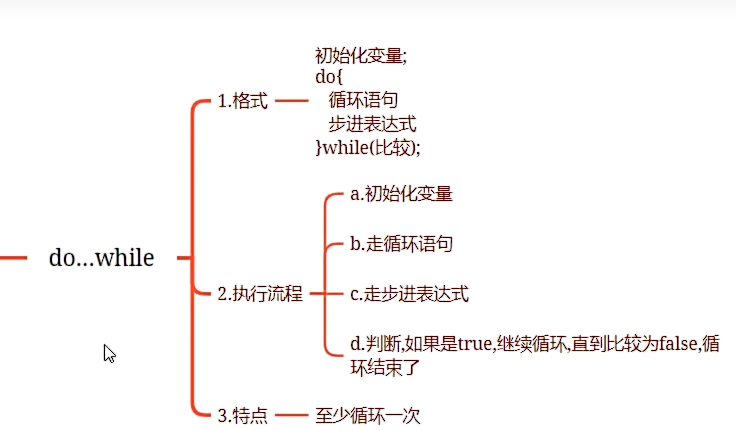 do...while
1.格式
初始化变量;
do{
循环语句
步进表达式
}while(比较);
2.执行流程
a.初始化变量
b.走循环语句
c.走步进表达式
d.判断,如果是true,继续循环,直到比较为false,循
环结束了
3.特点
至少循环一次